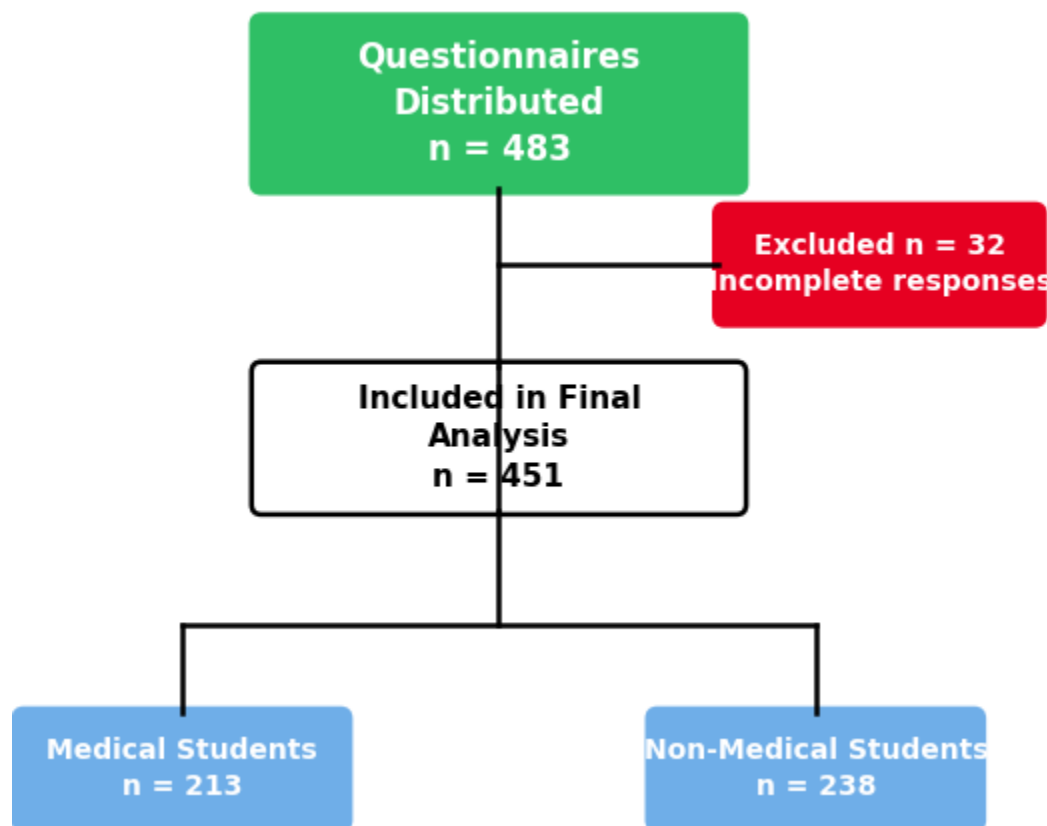 Questionnaires
Distributed
n = 483
Excluded n = 32
Incomplete responses
Included in Final
Analysis
n = 451
Medical Students
n = 213
Non-Medical Students
n = 238